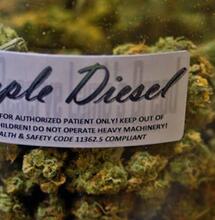 ple Diesel
FOR AUTHORIZED PATIENT ONLY! KEEP OUT OF
CHILDREN! DO NOT OPERATE HEAVY MACHINERY!
ALTH & SAFETY CODE 11362.5 COMPLIANT